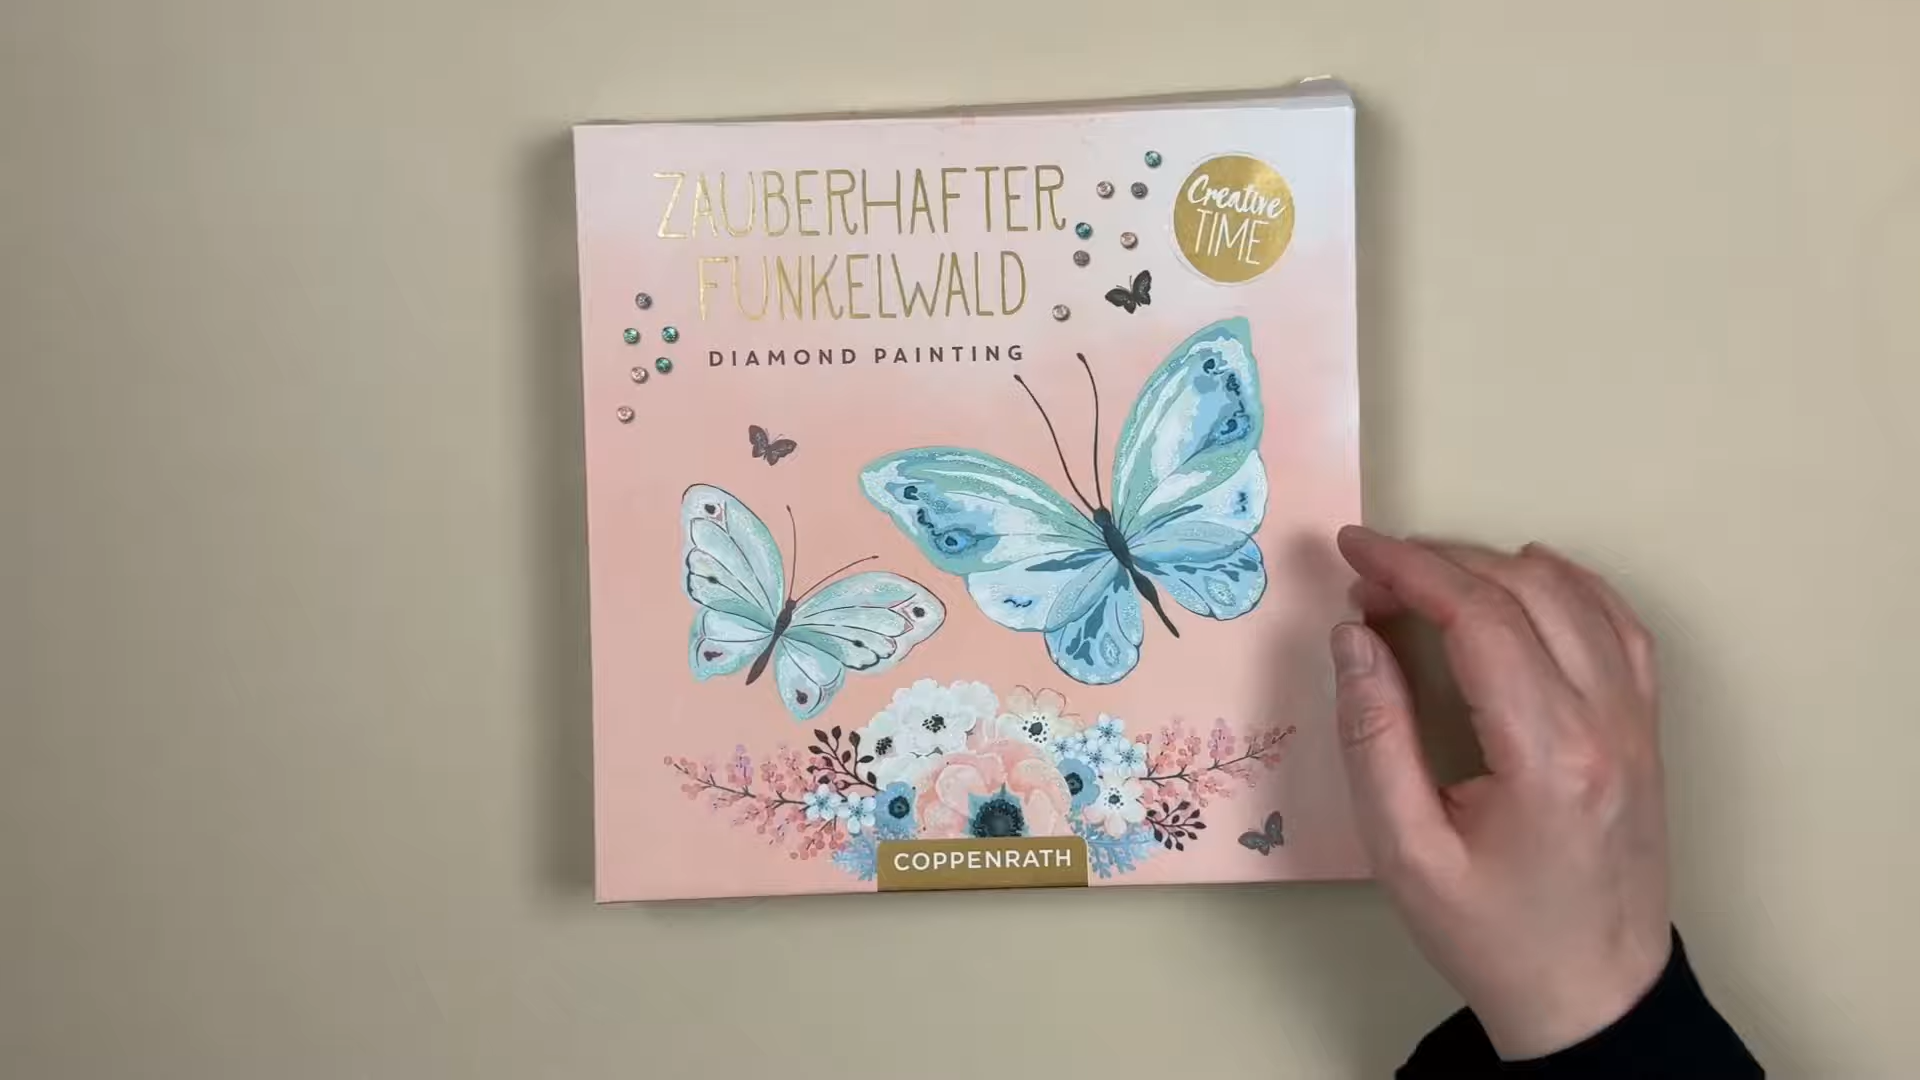 ZAUBERHAFTER
FUNKELWALD
DIAMOND PAINTING
Creative
TIME
COPPENRATH